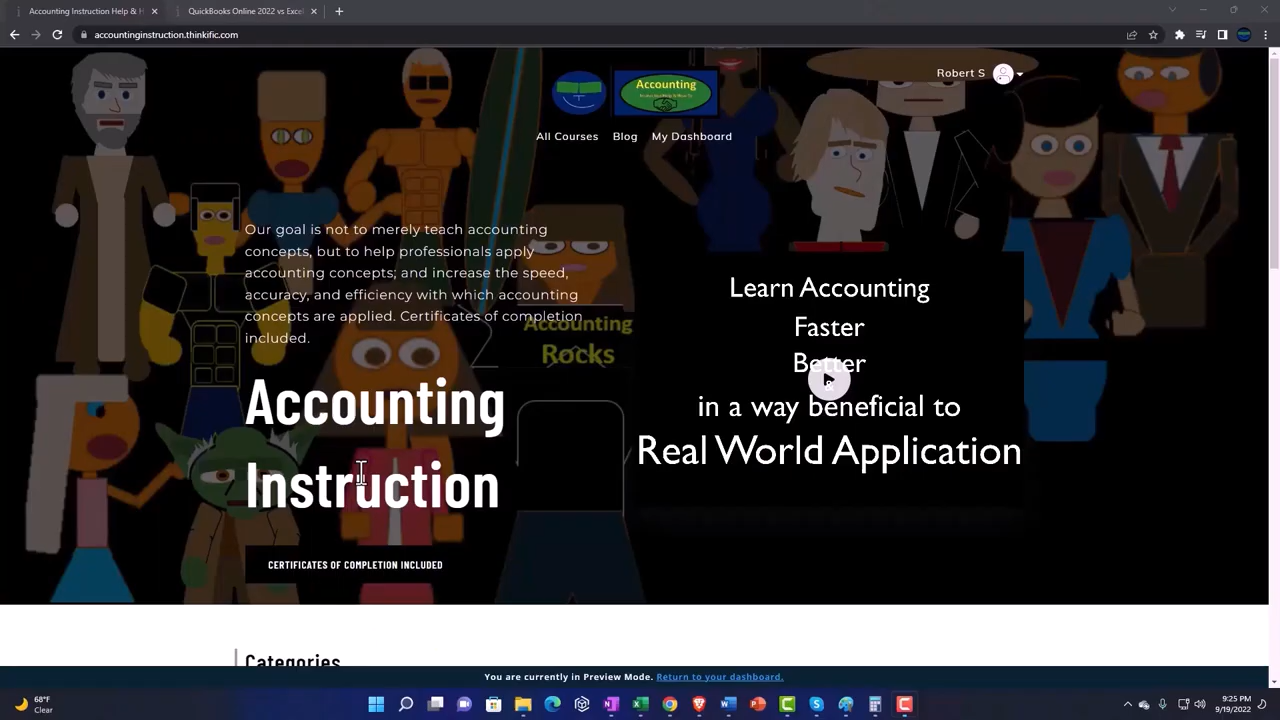 Accounting Instruction Help & H
QuickBooks Online 2022 vs Excel
accountinginstruction.thinkific.com
Robert S
Accounting
All Courses
Blog
My Dashboard
Our goal is not to merely teach accounting
concepts, but to help professionals apply
accounting concepts; and increase the speed,
accuracy, and efficiency with which accounting
concepts are applied. Certificates of completion
included.
Accounting
Rocks
Accounting
Instruction
CERTIFICATES OF COMPLETION INCLUDED
Learn Accounting
Faster
Better
&
in a way beneficial to
Real World Application
Categories
You are currently in Preview Mode. Return to your dashboard.
68°F
Clear
9:25 PM
9/19/2022